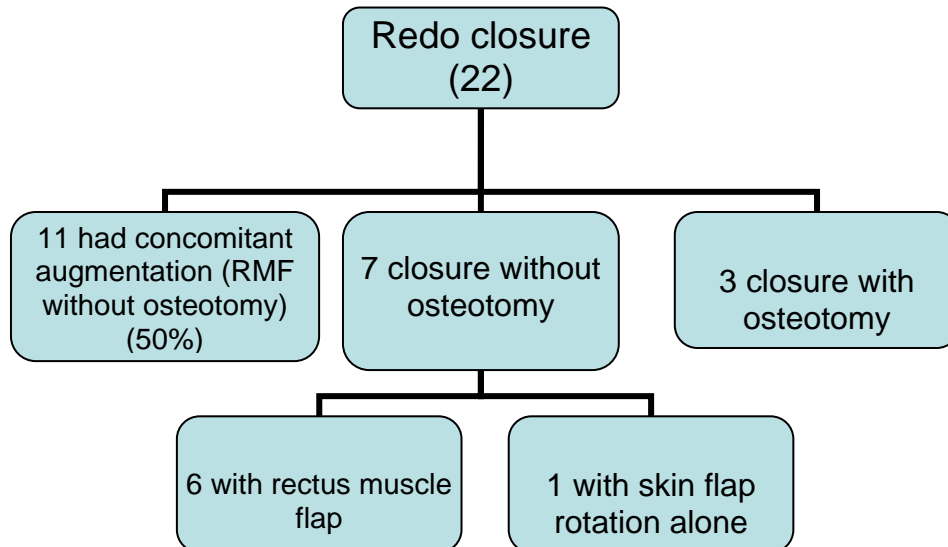 Redo closure
(22)
11 had concomitant
augmentation (RMF
without osteotomy)
(50%)
7 closure without
osteotomy
3 closure with
osteotomy
6 with rectus muscle
flap
1 with skin flap
rotation alone